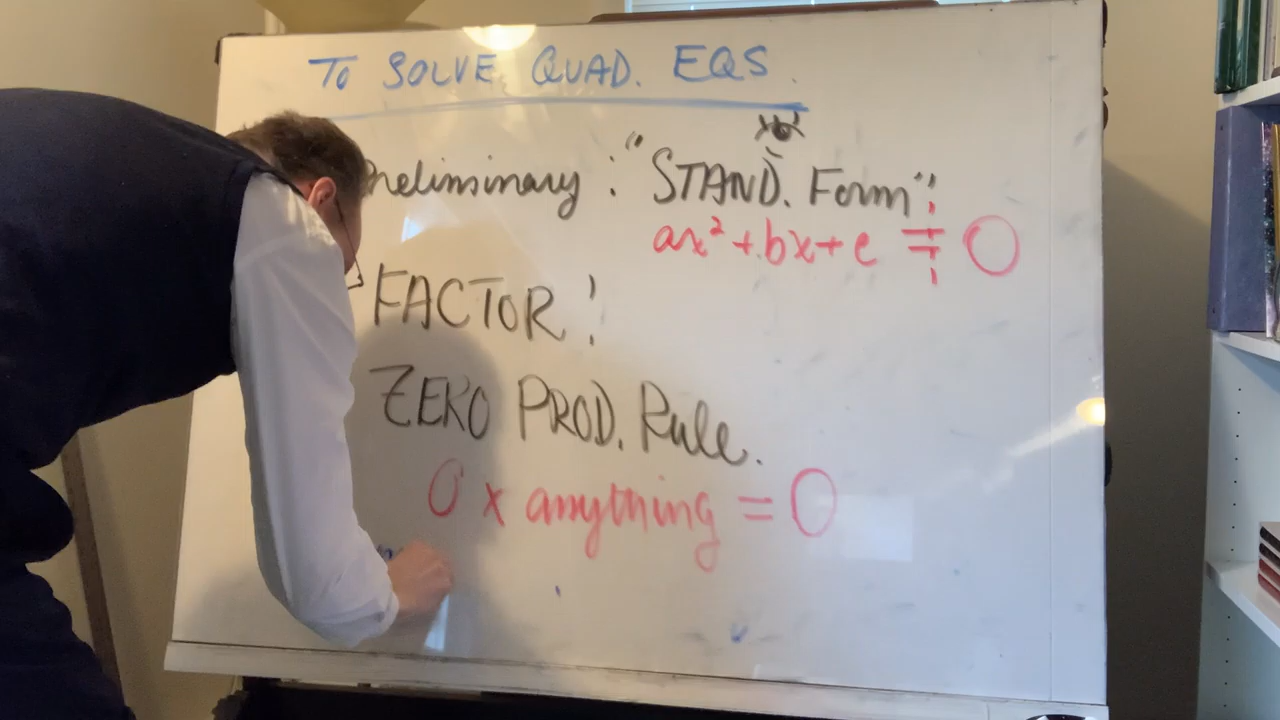 TO SOLVE QUAD. EQS.
Preliminary : "STAND. Form"
ax² + bx + c = 0
FACTOR!
ZERO PROD. Rule.
0 x anything = 0